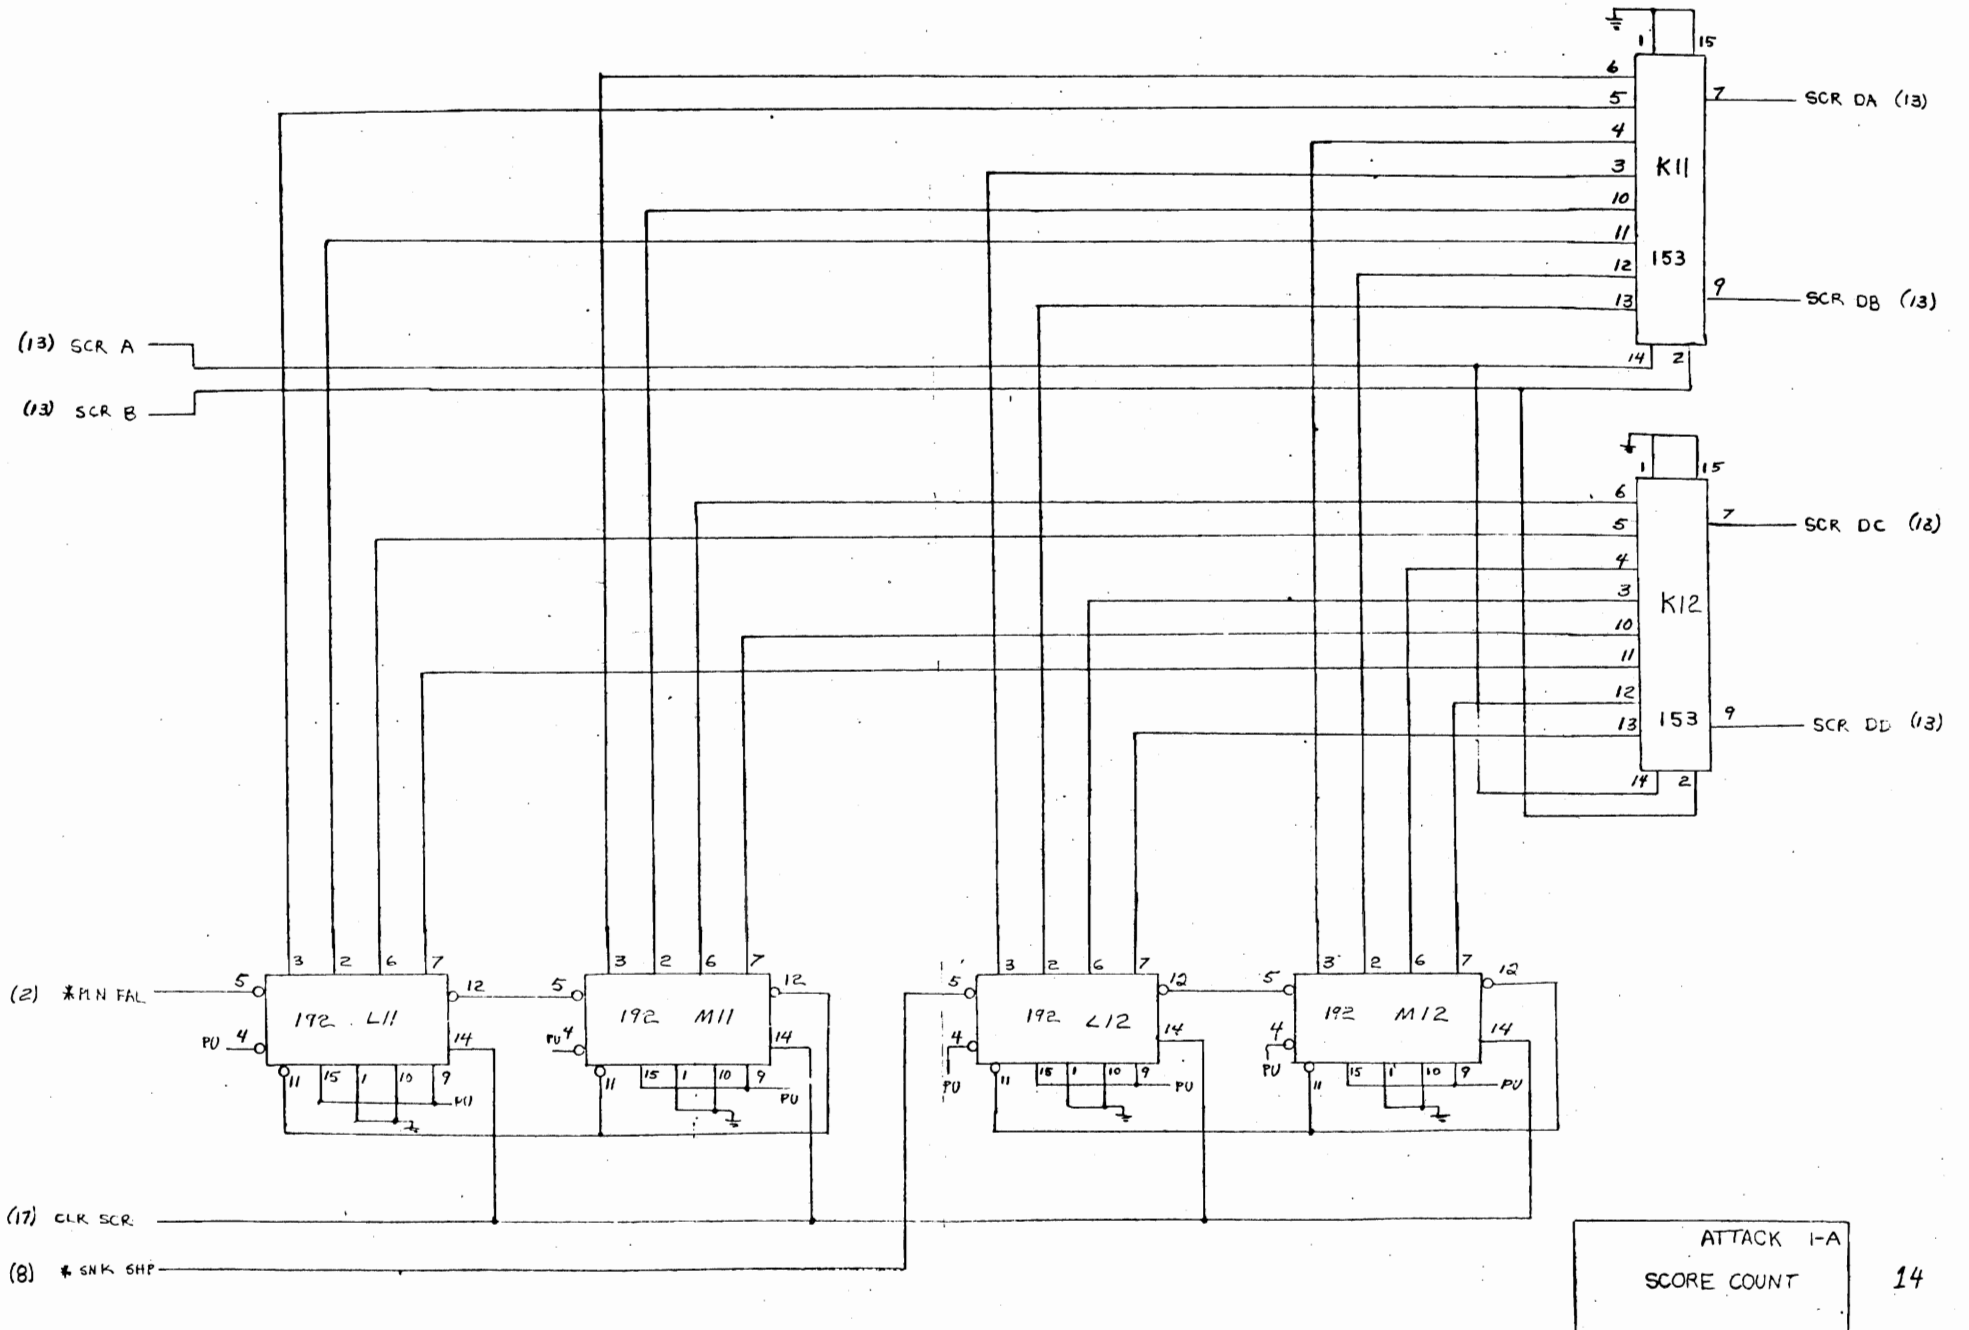 1 15
6
5 7 SCR DA (13)
4
3 K11
10
11
12 153
13 9 SCR DB (13)
(13) SCR A
14 2
(13) SCR B
1 15
6
5 7 SCR DC (13)
4
3 K12
10
11
12
13 153 9 SCR DD (13)
14 2
3 2 6 7 12 3 2 6 7 12 3 2 6 7 12 3 2 6 7 12
(2) *PLN FAL 5 5 5 5
192 L11 192 M11 192 L12 192 M12
PU 4 14 PU 4 14 4 14 4 14
PU PU
11 15 1 10 9 11 15 1 10 9 11 15 1 10 9 11 15 1 10 9
PU PU PU PU
(17) CLR SCR
(8) * SNK SHP
ATTACK 1-A
SCORE COUNT 14